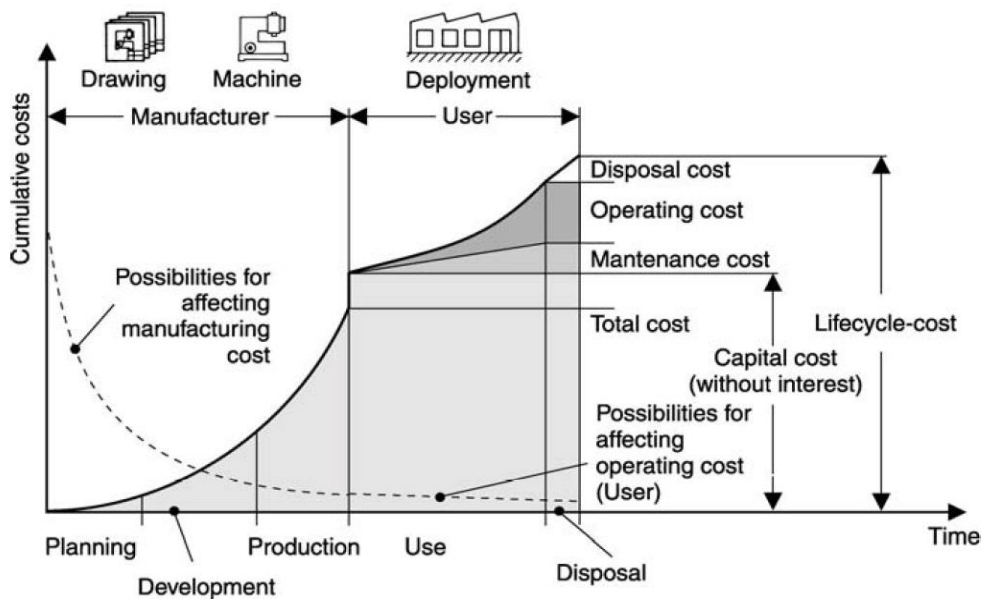 Drawing
Machine
Deployment
Manufacturer
User
Cumulative costs
Disposal cost
Operating cost
Mantenance cost
Possibilities for
affecting
manufacturing
cost
Total cost
Lifecycle-cost
Capital cost
(without interest)
Possibilities for
affecting
operating cost
(User)
Time
Planning
Production
Use
Development
Disposal